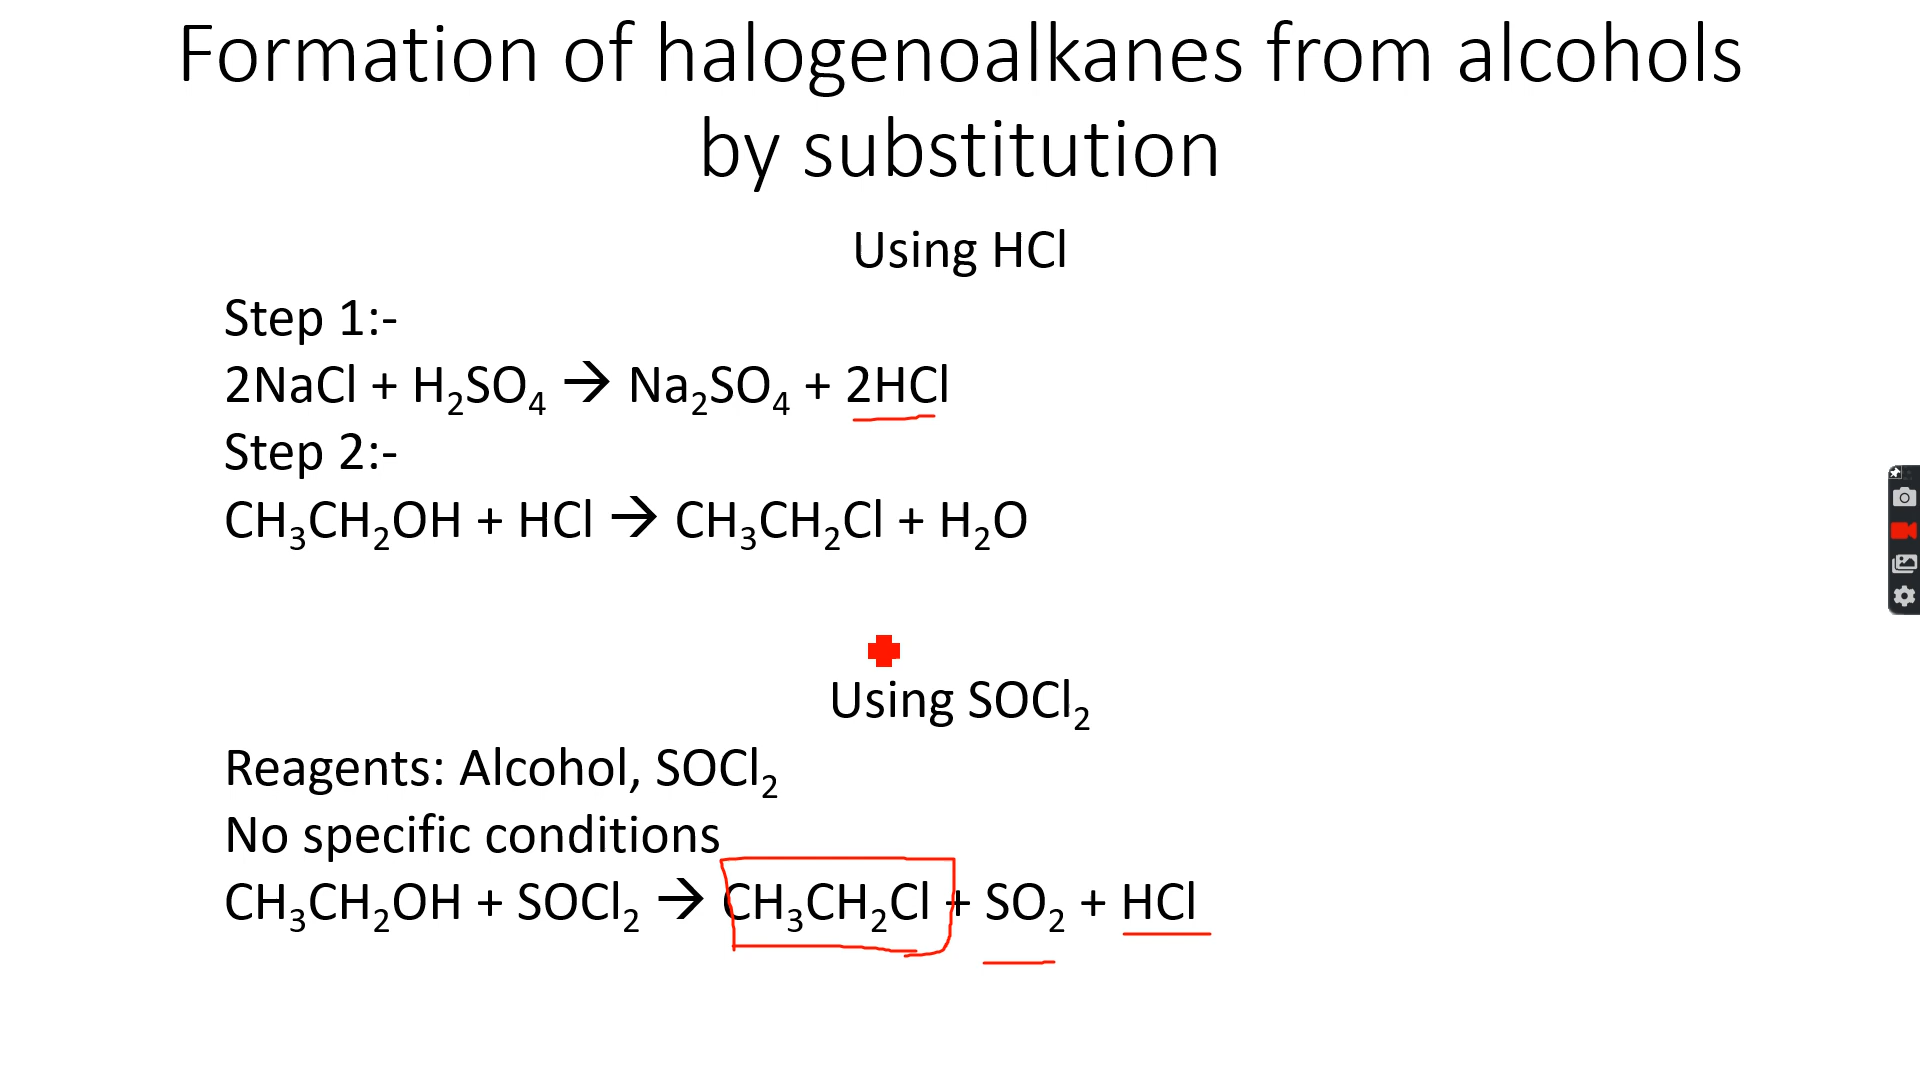 Formation of halogenoalkanes from alcohols
by substitution
Using HCl
Step 1:-
2NaCl + H₂SO₄ → Na₂SO₄ + 2HCl
Step 2:-
CH₃CH₂OH + HCl → CH₃CH₂Cl + H₂O
Using SOCl₂
Reagents: Alcohol, SOCl₂
No specific conditions
CH₃CH₂OH + SOCl₂ → CH₃CH₂Cl + SO₂ + HCl